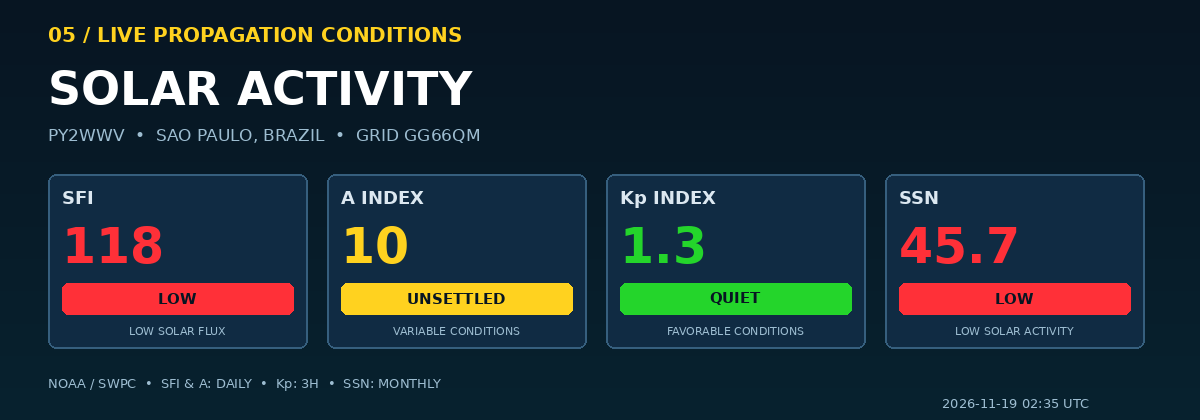 05 / LIVE PROPAGATION CONDITIONS
SOLAR ACTIVITY
PY2WWV • SAO PAULO, BRAZIL • GRID GG66QM
SFI
118
LOW
LOW SOLAR FLUX
A INDEX
10
UNSETTLED
VARIABLE CONDITIONS
Kp INDEX
1.3
QUIET
FAVORABLE CONDITIONS
SSN
45.7
LOW
LOW SOLAR ACTIVITY
NOAA / SWPC • SFI & A: DAILY • Kp: 3H • SSN: MONTHLY
2026-11-19 02:35 UTC